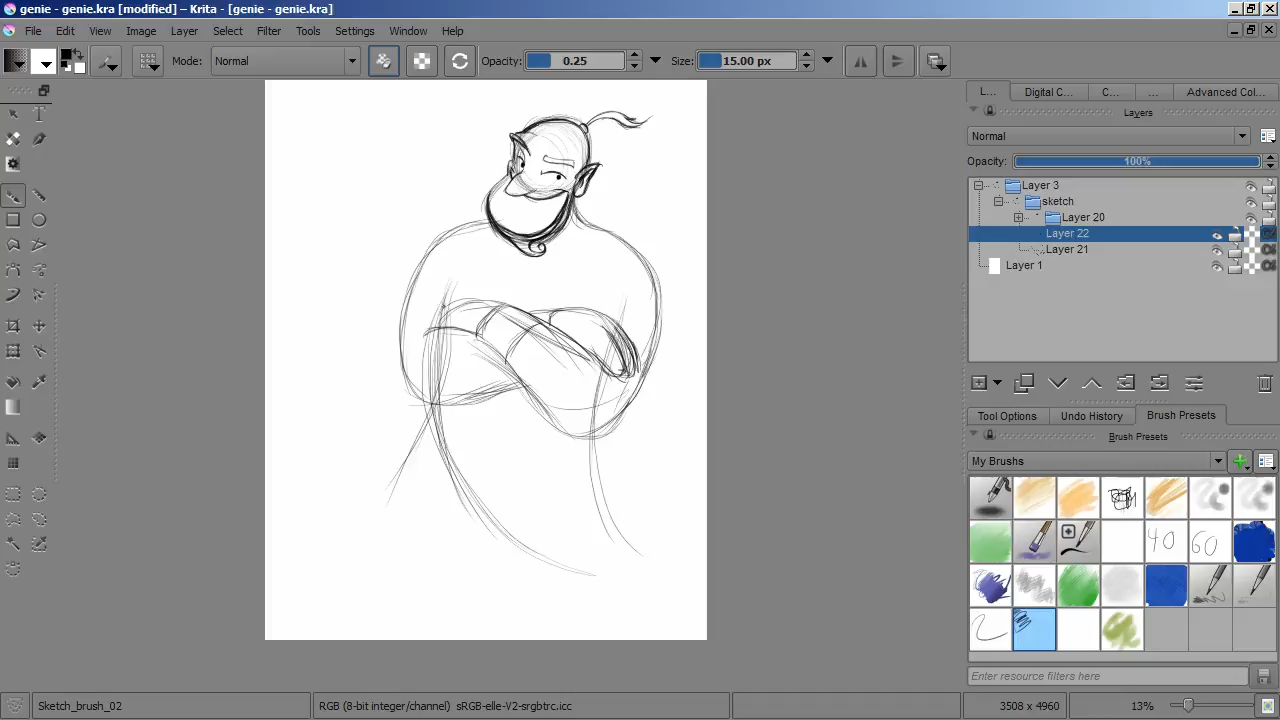 genie - genie.kra [modified] – Krita - [genie - genie.kra]
File Edit View Image Layer Select Filter Tools Settings Window Help
Mode: Normal Opacity: 0.25 Size: 15.00 px
L... Digital C... C... ... Advanced Col...
Layers
Normal
Opacity: 100%
Layer 3
sketch
Layer 20
Layer 22
Layer 21
Layer 1
Tool Options Undo History Brush Presets
Brush Presets
My Brushes
40 60
Enter resource filters here
Sketch_brush_02 RGB (8-bit integer/channel) sRGB-elle-V2-srgbtrc.icc 3508 x 4960 13%